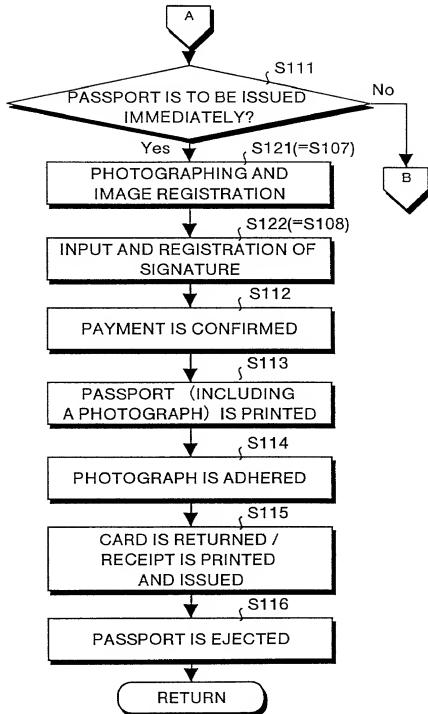 A
S111
PASSPORT IS TO BE ISSUED
IMMEDIATELY?
No
Yes
S121(=S107)
B
PHOTOGRAPHING AND
IMAGE REGISTRATION
S122(=S108)
INPUT AND REGISTRATION OF
SIGNATURE
S112
PAYMENT IS CONFIRMED
S113
PASSPORT (INCLUDING
A PHOTOGRAPH) IS PRINTED
S114
PHOTOGRAPH IS ADHERED
S115
CARD IS RETURNED /
RECEIPT IS PRINTED
AND ISSUED
S116
PASSPORT IS EJECTED
RETURN